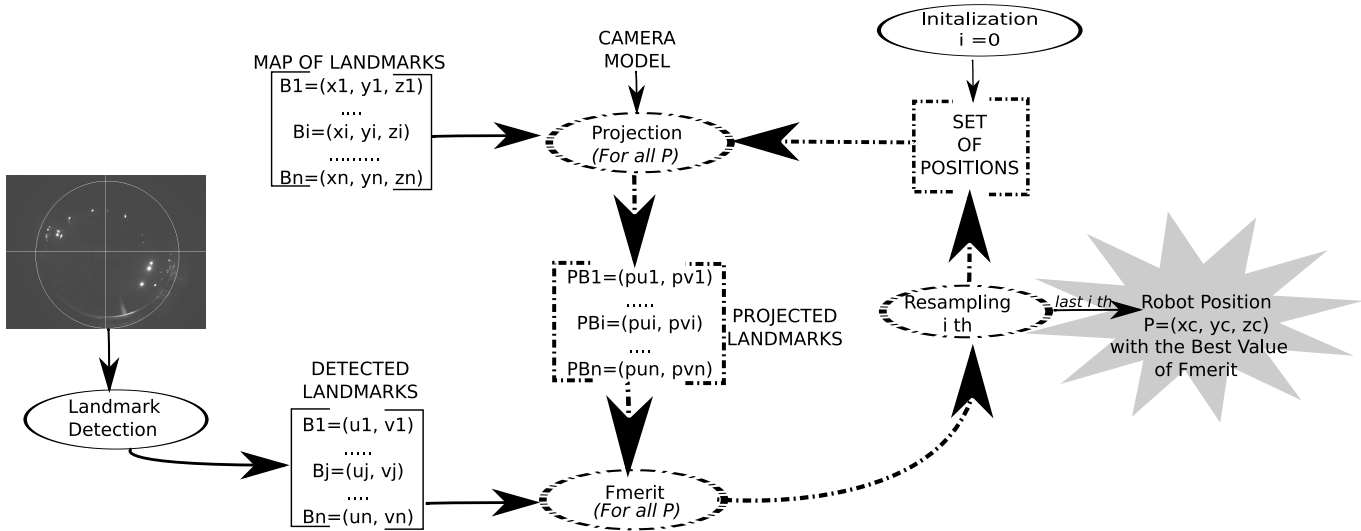 Initalization
i =0
CAMERA
MODEL
MAP OF LANDMARKS
B1=(x1, y1, z1)
....
Bi=(xi, yi, zi)
.........
Bn=(xn, yn, zn)
Projection
(For all P)
SET
OF
POSITIONS
PB1=(pu1, pv1)
.....
PBi=(pui, pvi)
....
PBn=(pun, pvn)
PROJECTED
LANDMARKS
Resampling
i th
last i th
Robot Position
P=(xc, yc, zc)
with the Best Value
of Fmerit
Landmark
Detection
DETECTED
LANDMARKS
B1=(u1, v1)
.....
Bj=(uj, vj)
....
Bn=(un, vn)
Fmerit
(For all P)